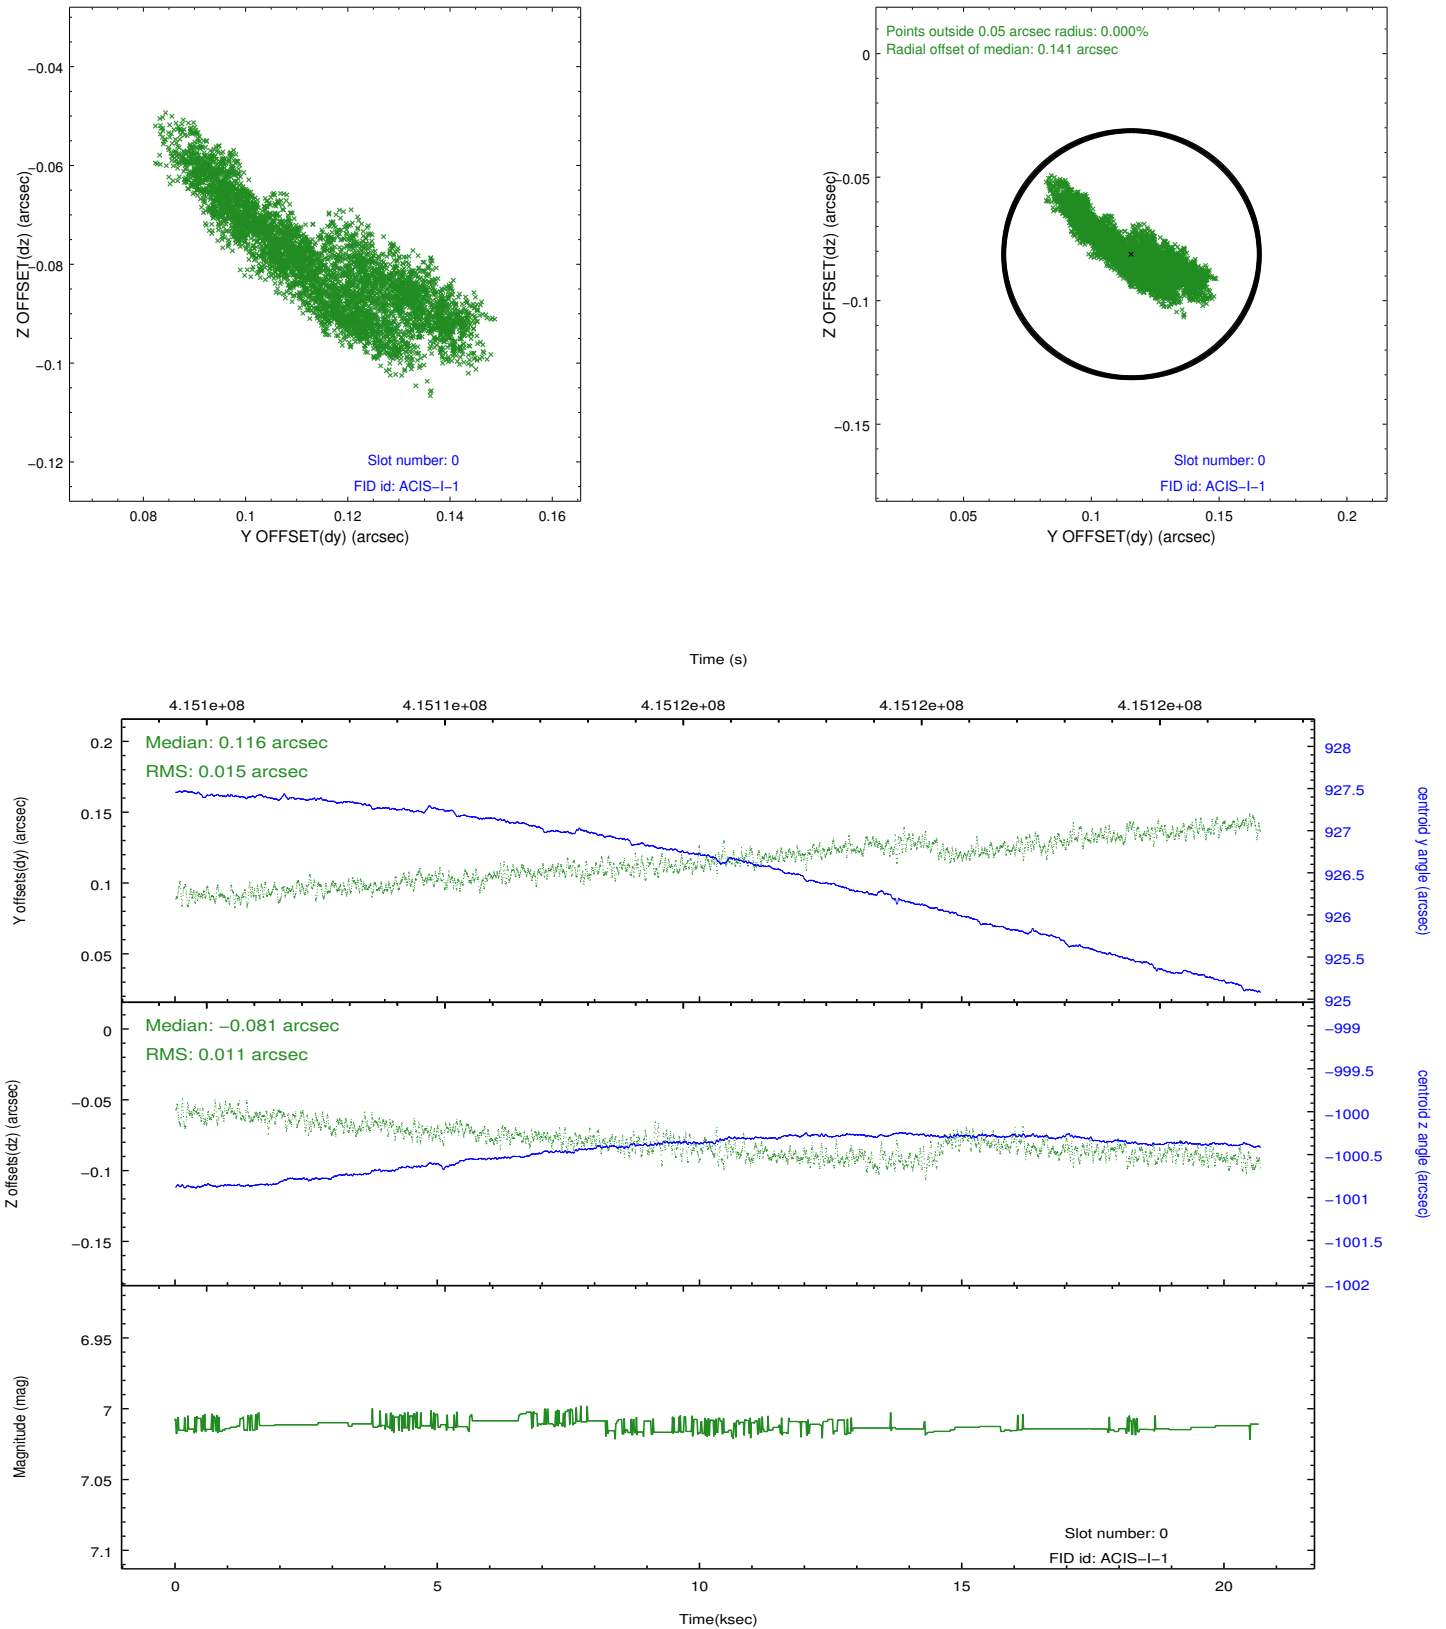 −0.04
−0.06
−0.08
−0.1
−0.12
Z OFFSET(dz) (arcsec)
Slot number: 0
FID id: ACIS−I−1
0.08 0.1 0.12 0.14 0.16
Y OFFSET(dy) (arcsec)
Points outside 0.05 arcsec radius: 0.000%
Radial offset of median: 0.141 arcsec
0
−0.05
−0.1
−0.15
Z OFFSET(dz) (arcsec)
Slot number: 0
FID id: ACIS−I−1
0.05 0.1 0.15 0.2
Y OFFSET(dy) (arcsec)
Time (s)
4.151e+08 4.1511e+08 4.1512e+08 4.1512e+08 4.1512e+08
Median: 0.116 arcsec
RMS: 0.015 arcsec
0.2
0.15
0.1
0.05
Y offsets(dy) (arcsec)
928
927.5
927
926.5
926
925.5
925
centroid y angle (arcsec)
Median: −0.081 arcsec
RMS: 0.011 arcsec
0
−0.05
−0.1
−0.15
Z offsets(dz) (arcsec)
−999
−999.5
−1000
−1000.5
−1001
−1001.5
−1002
centroid z angle (arcsec)
6.95
7
7.05
7.1
Magnitude (mag)
Slot number: 0
FID id: ACIS−I−1
0 5 10 15 20
Time(ksec)